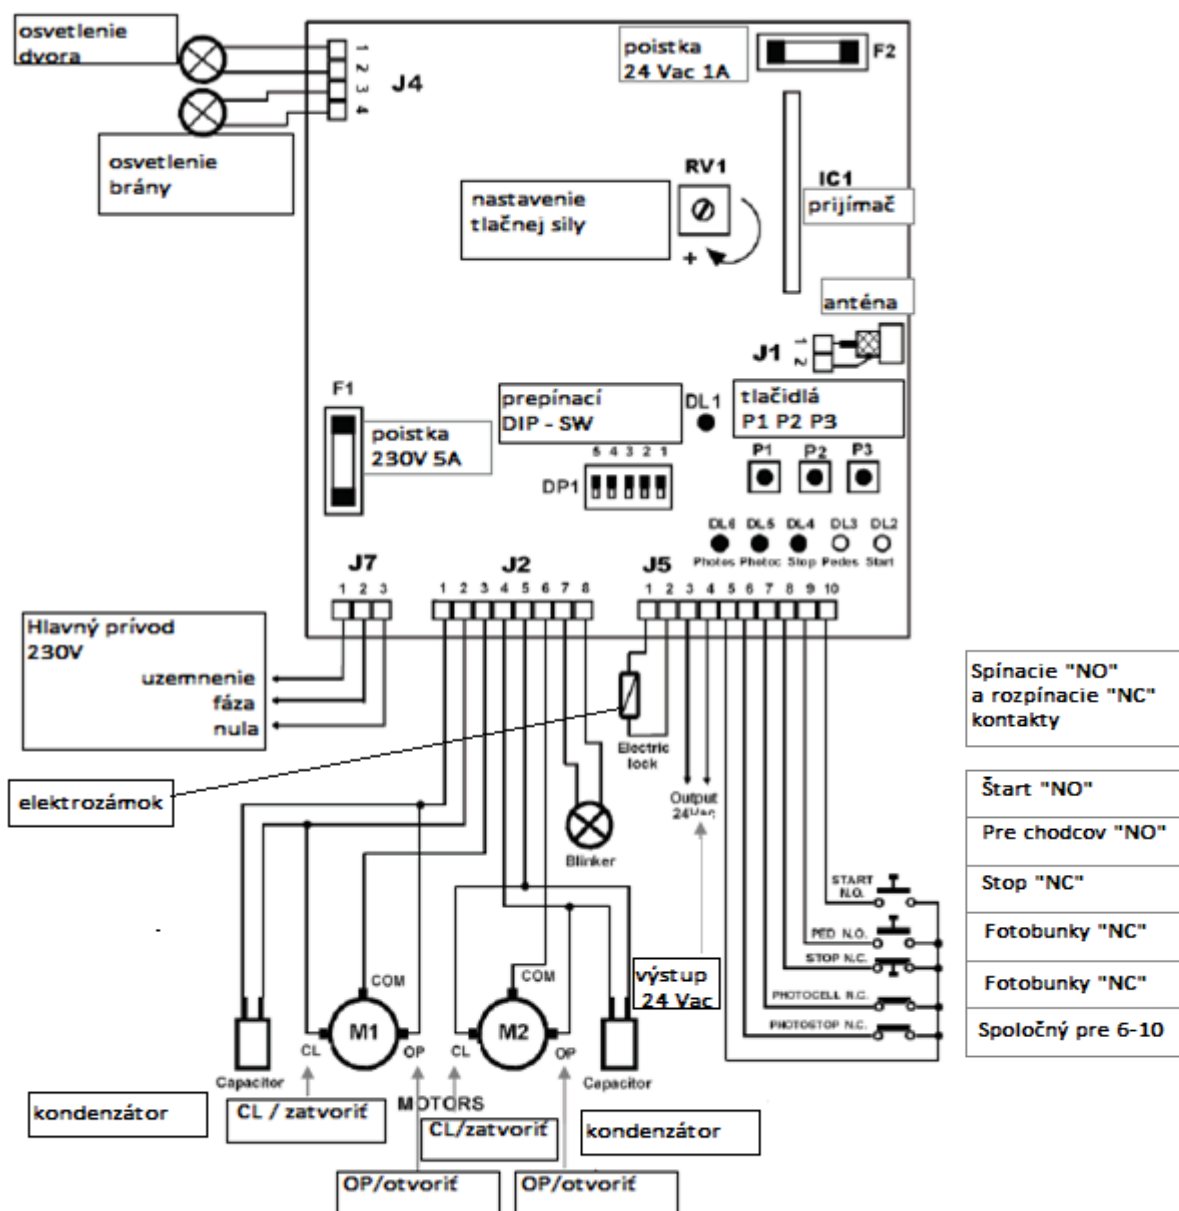 osvetlenie
dvora
1
2
3
4
J4
osvetlenie
brány
poistka
24 Vac 1A
F2
RV1
nastavenie
tlačnej sily
+
IC1
prijímač
anténa
J1
1
2
F1
poistka
230V 5A
prepínací
DIP - SW
DL1
tlačidlá
P1 P2 P3
5 4 3 2 1
DP1
P1 P2 P3
DL6 DL5 DL4 DL3 DL2
Photos Photoc Stop Pedes Start
J7
J2
J5
1 2 3
1 2 3 4 5 6 7 8
1 2 3 4 5 6 7 8 9 10
Hlavný prívod
230V
uzemnenie
fáza
nula
elektrozámok
Electric
lock
Output
24Vac
Blinker
Spínacie "NO"
a rozpínacie "NC"
kontakty
Štart "NO"
Pre chodcov "NO"
Stop "NC"
Fotobunky "NC"
Fotobunky "NC"
Spoločný pre 6-10
START
N.O.
PED N.O.
STOP N.C.
PHOTOCELL N.C.
PHOTOSTOP N.C.
výstup
24 Vac
COM
COM
M1
M2
CL
OP
CL
OP
Capacitor
Capacitor
MOTORS
kondenzátor
CL / zatvoriť
CL/zatvoriť
kondenzátor
OP/otvoriť
OP/otvoriť